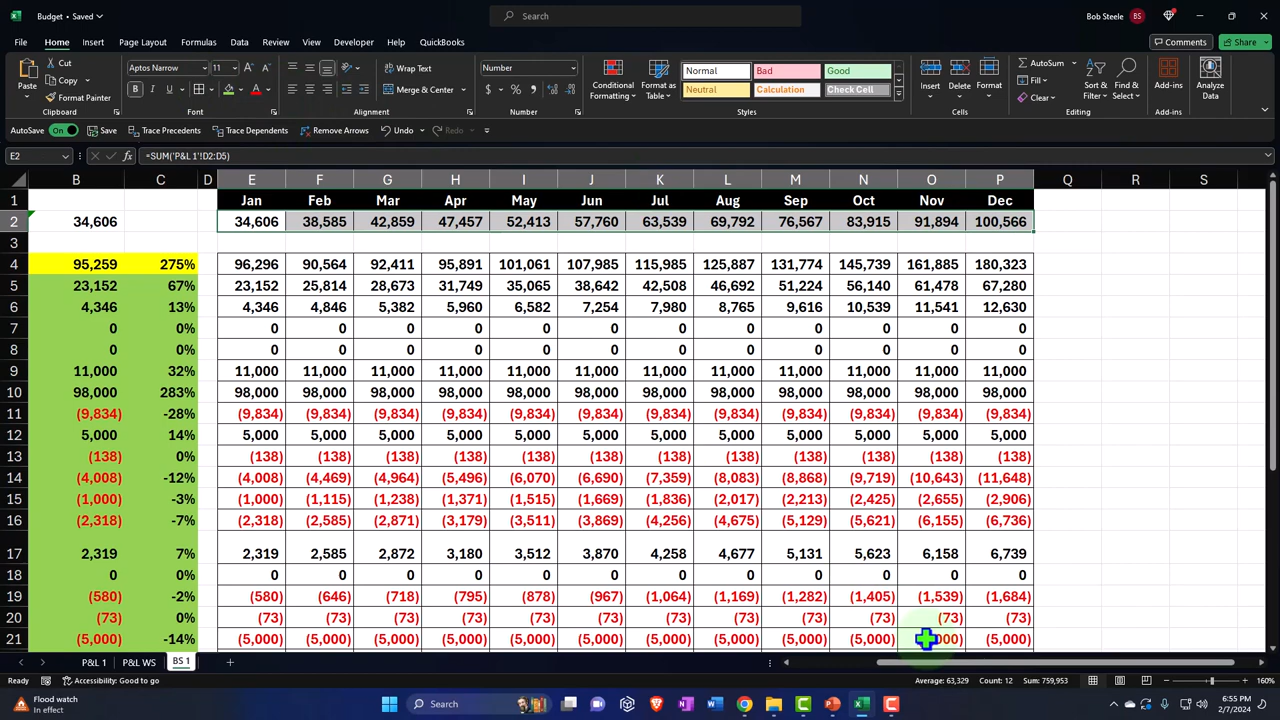 Budget • Saved
Search
Bob Steele BS
File Home Insert Page Layout Formulas Data Review View Developer Help QuickBooks
Comments Share
Paste Cut Copy Format Painter Clipboard
Aptos Narrow 11 Font
Wrap Text Merge & Center Alignment
Number Number
Conditional Formatting Format as Table
Normal Bad Good
Neutral Calculation Check Cell
Styles
Insert Delete Format Cells
AutoSum Fill Clear Sort & Filter Find & Select Editing
Add-ins Add-ins
Analyze Data
AutoSave On Save Trace Precedents Trace Dependents Remove Arrows Undo Redo
E2 fx =SUM('P&L 1'!D2:D5)
B C D E F G H I J K L M N O P Q R S
1 Jan Feb Mar Apr May Jun Jul Aug Sep Oct Nov Dec
2 34,606 34,606 38,585 42,859 47,457 52,413 57,760 63,539 69,792 76,567 83,915 91,894 100,566
3
4 95,259 275% 96,296 90,564 92,411 95,891 101,061 107,985 115,985 125,887 131,774 145,739 161,885 180,323
5 23,152 67% 23,152 25,814 28,673 31,749 35,065 38,642 42,508 46,692 51,224 56,140 61,478 67,280
6 4,346 13% 4,346 4,846 5,382 5,960 6,582 7,254 7,980 8,765 9,616 10,539 11,541 12,630
7 0 0% 0 0 0 0 0 0 0 0 0 0 0 0
8 0 0% 0 0 0 0 0 0 0 0 0 0 0 0
9 11,000 32% 11,000 11,000 11,000 11,000 11,000 11,000 11,000 11,000 11,000 11,000 11,000 11,000
10 98,000 283% 98,000 98,000 98,000 98,000 98,000 98,000 98,000 98,000 98,000 98,000 98,000 98,000
11 (9,834) -28% (9,834) (9,834) (9,834) (9,834) (9,834) (9,834) (9,834) (9,834) (9,834) (9,834) (9,834) (9,834)
12 5,000 14% 5,000 5,000 5,000 5,000 5,000 5,000 5,000 5,000 5,000 5,000 5,000 5,000
13 (138) 0% (138) (138) (138) (138) (138) (138) (138) (138) (138) (138) (138) (138)
14 (4,008) -12% (4,008) (4,469) (4,964) (5,496) (6,070) (6,690) (7,359) (8,083) (8,868) (9,719) (10,643) (11,648)
15 (1,000) -3% (1,000) (1,115) (1,238) (1,371) (1,515) (1,669) (1,836) (2,017) (2,213) (2,425) (2,655) (2,906)
16 (2,318) -7% (2,318) (2,585) (2,871) (3,179) (3,511) (3,869) (4,256) (4,675) (5,129) (5,621) (6,155) (6,736)
17 2,319 7% 2,319 2,585 2,872 3,180 3,512 3,870 4,258 4,677 5,131 5,623 6,158 6,739
18 0 0% 0 0 0 0 0 0 0 0 0 0 0 0
19 (580) -2% (580) (646) (718) (795) (878) (967) (1,064) (1,169) (1,282) (1,405) (1,539) (1,684)
20 (73) 0% (73) (73) (73) (73) (73) (73) (73) (73) (73) (73) (73) (73)
21 (5,000) -14% (5,000) (5,000) (5,000) (5,000) (5,000) (5,000) (5,000) (5,000) (5,000) (5,000) (5,000)
P&L 1 P&L WS BS 1
Ready Accessibility: Good to go Average: 63,329 Count: 12 Sum: 759,953 160%
Flood watch
In effect
Search
6:55 PM
2/7/2024